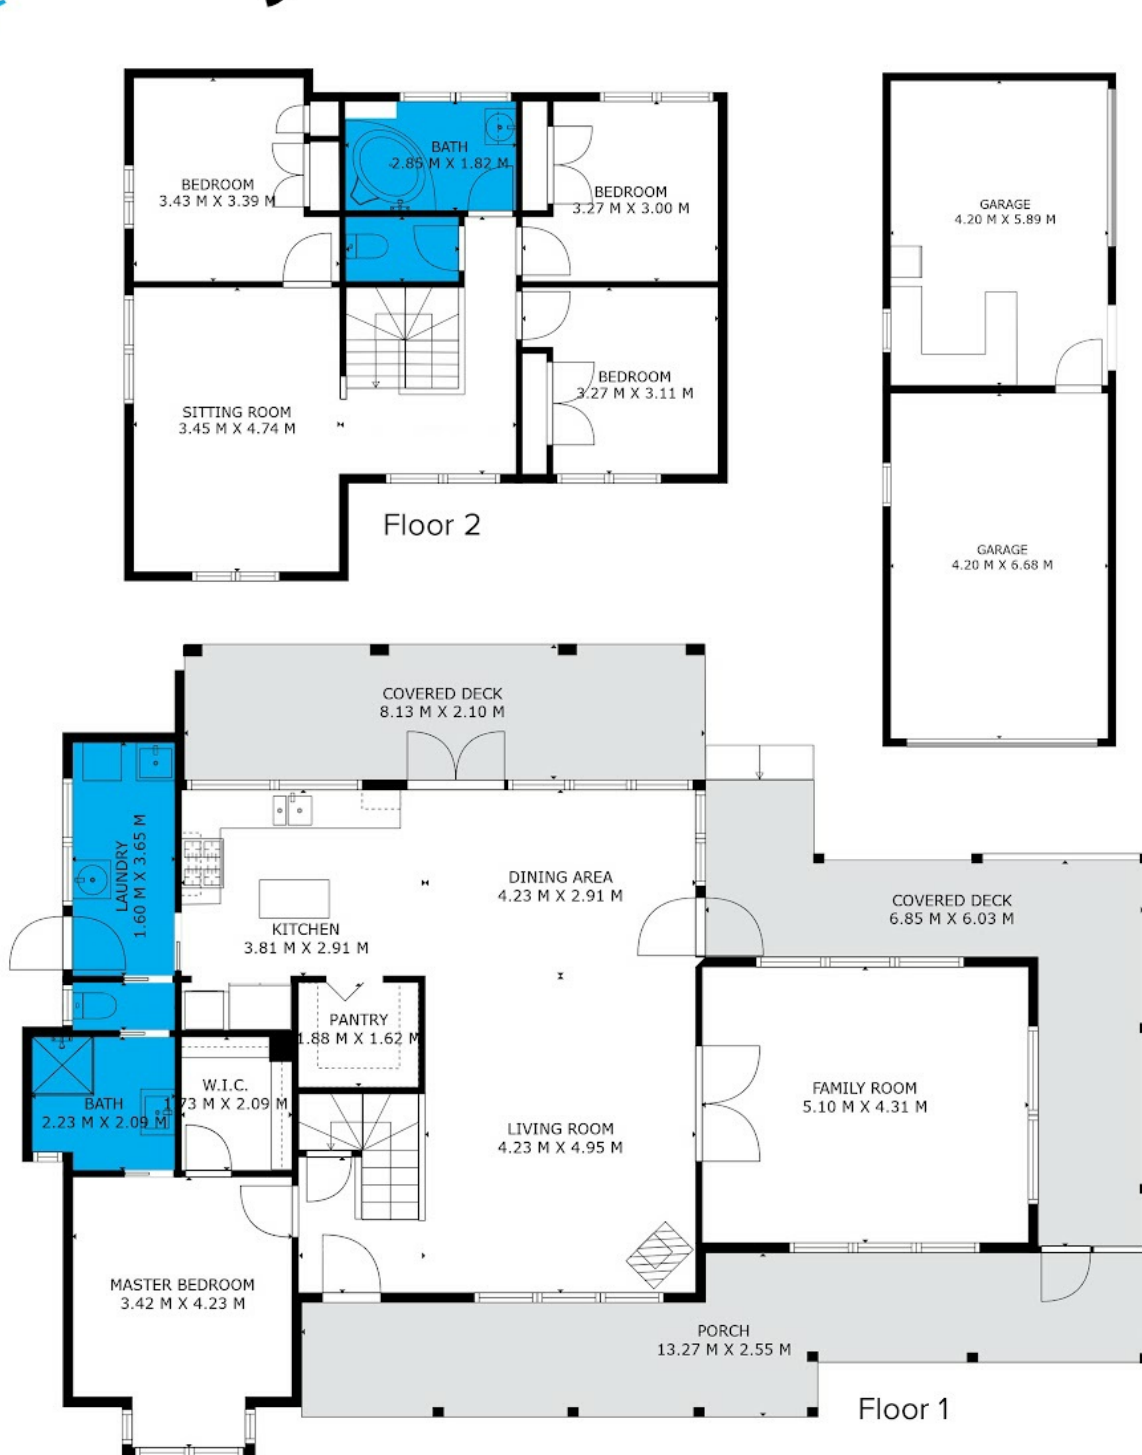 BEDROOM
3.43 M X 3.39 M
BATH
2.85 M X 1.82 M
BEDROOM
3.27 M X 3.00 M
GARAGE
4.20 M X 5.89 M
SITTING ROOM
3.45 M X 4.74 M
BEDROOM
3.27 M X 3.11 M
Floor 2
GARAGE
4.20 M X 6.68 M
COVERED DECK
8.13 M X 2.10 M
LAUNDRY
1.60 M X 3.65 M
KITCHEN
3.81 M X 2.91 M
DINING AREA
4.23 M X 2.91 M
COVERED DECK
6.85 M X 6.03 M
PANTRY
1.88 M X 1.62 M
BATH
2.23 M X 2.09 M
W.I.C.
1.73 M X 2.09 M
LIVING ROOM
4.23 M X 4.95 M
FAMILY ROOM
5.10 M X 4.31 M
MASTER BEDROOM
3.42 M X 4.23 M
PORCH
13.27 M X 2.55 M
Floor 1